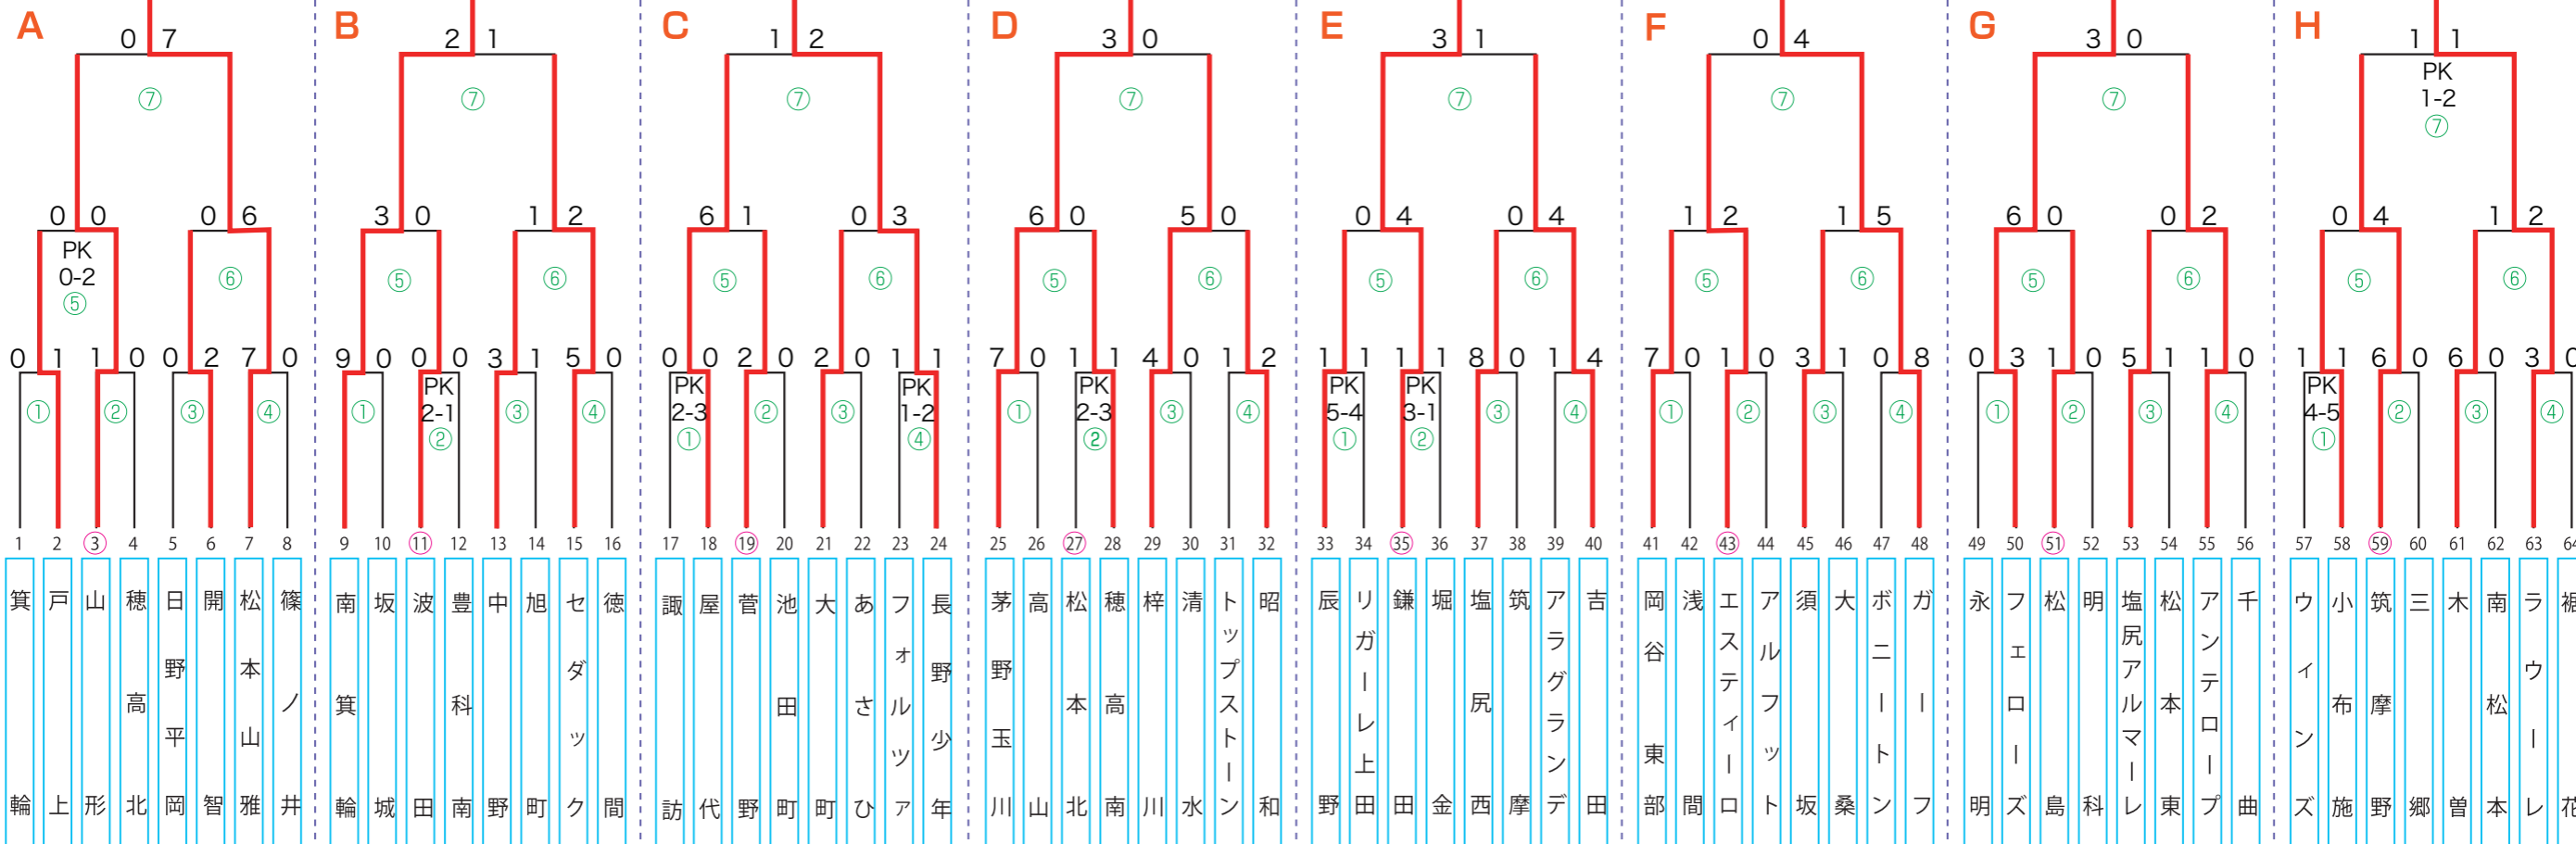 A B C D E F G H
0 7 2 1 1 2 3 0 3 1 0 4 3 0 1 1
PK
1-2
⑦ ⑦ ⑦ ⑦ ⑦ ⑦ ⑦ ⑦
0 0 0 6 3 0 1 2 6 1 0 3 6 0 5 0 0 4 0 4 1 2 1 5 6 0 0 2 0 4 1 2
PK
0-2
⑤ ⑥ ⑤ ⑥ ⑤ ⑥ ⑤ ⑥ ⑤ ⑥ ⑤ ⑥ ⑤ ⑥ ⑤ ⑥
0 1 1 0 0 2 7 0 9 0 0 0 3 1 5 0 0 0 2 0 2 0 1 1 7 0 1 1 4 0 1 2 1 1 1 1 8 0 1 4 7 0 1 0 3 1 0 8 0 3 1 0 5 1 1 0 1 1 6 0 6 0 3 0
PK PK PK PK PK PK PK
2-1 2-3 1-2 2-3 5-4 3-1 4-5
① ② ③ ④ ① ② ③ ④ ① ② ③ ④ ① ② ③ ④ ① ② ③ ④ ① ② ③ ④ ① ② ③ ④ ① ② ③ ④
1 2 3 4 5 6 7 8 9 10 11 12 13 14 15 16 17 18 19 20 21 22 23 24 25 26 27 28 29 30 31 32 33 34 35 36 37 38 39 40 41 42 43 44 45 46 47 48 49 50 51 52 53 54 55 56 57 58 59 60 61 62 63 64
箕輪
戸上
山形
穂高北
日野平岡
開智
松本山雅
篠ノ井
南箕輪
坂城
波田
豊科南
中野
旭町
セダック
徳間
諏訪
屋代
菅野
池田町
大町
あさひ
フォルツァ
長野少年
茅野玉川
高山
松本北
穂高南
梓川
清水
トップストーン
昭和
辰野
リガーレ上田
鎌田
堀金
塩尻西
筑摩
アラグランデ
吉田
岡谷東部
浅間
エスティーロ
アルフット
須坂
大桑
ボニートン
ガーフ
永明
フェローズ
松島
明科
塩尻アルマーレ
松本東
アンテロープ
千曲
ウィンズ
小布施
筑摩野
三郷
木曽
南松本
ラウーレ
裾花